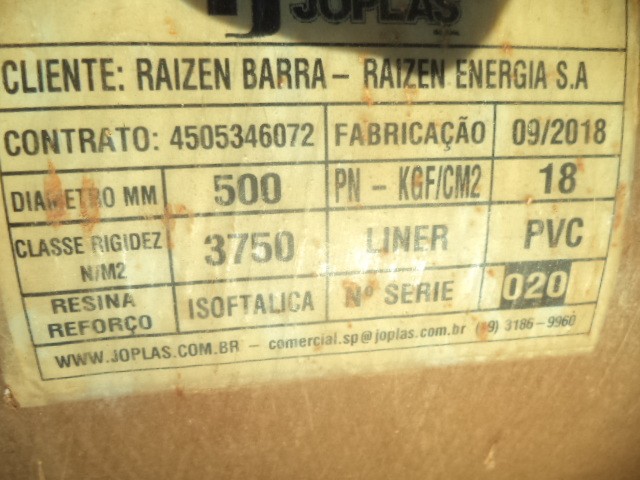 JOPLAS
CLIENTE: RAIZEN BARRA - RAIZEN ENERGIA S.A
CONTRATO: 4505346072 FABRICAÇÃO 09/2018
DIAMETRO MM 500 PN - KGF/CM2 18
CLASSE RIGIDEZ N/M2 3750 LINER PVC
RESINA REFORÇO ISOFTALICA Nº SERIE 020
WWW.JOPLAS.COM.BR - comercial.sp@joplas.com.br 3186-9960